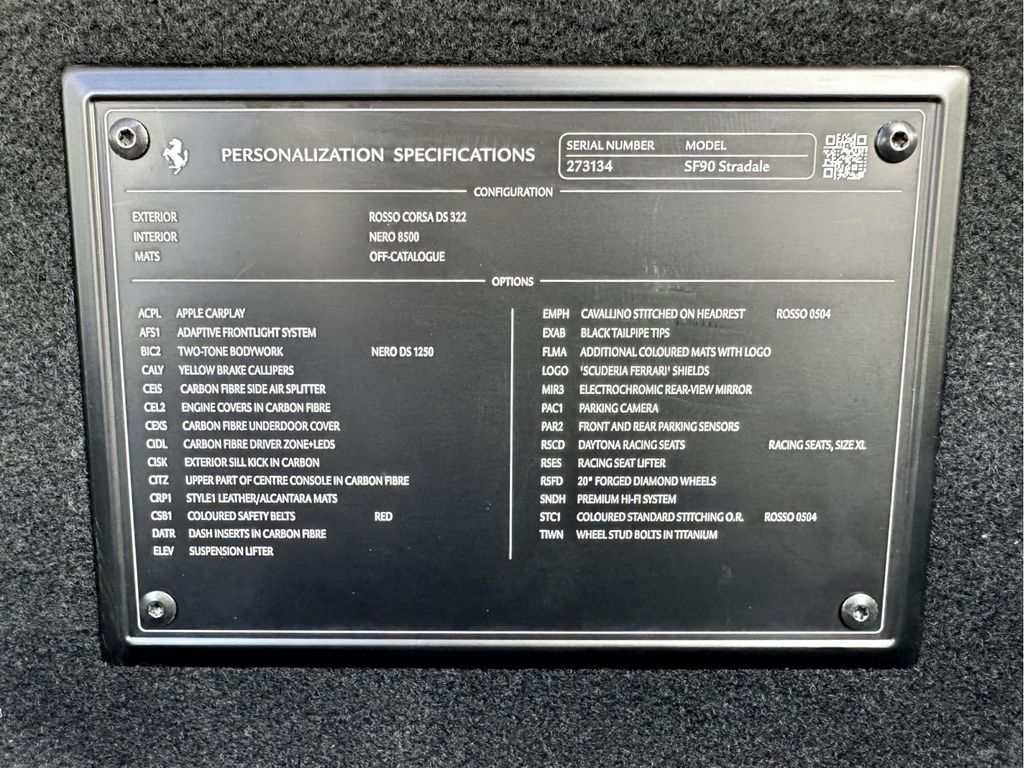 PERSONALIZATION SPECIFICATIONS
SERIAL NUMBER MODEL
273134 SF90 Stradale
CONFIGURATION
EXTERIOR ROSSO CORSA DS 322
INTERIOR NERO 8500
MATS OFF-CATALOGUE
OPTIONS
ACPL APPLE CARPLAY
AFS1 ADAPTIVE FRONTLIGHT SYSTEM
BIC2 TWO-TONE BODYWORK NERO DS 1250
CALY YELLOW BRAKE CALLIPERS
CEIS CARBON FIBRE SIDE AIR SPLITTER
CEL2 ENGINE COVERS IN CARBON FIBRE
CEXS CARBON FIBRE UNDERDOOR COVER
CIDL CARBON FIBRE DRIVER ZONE+LEDS
CISK EXTERIOR SILL KICK IN CARBON
CITZ UPPER PART OF CENTRE CONSOLE IN CARBON FIBRE
CRP1 STYLE1 LEATHER/ALCANTARA MATS
CSB1 COLOURED SAFETY BELTS RED
DATR DASH INSERTS IN CARBON FIBRE
ELEV SUSPENSION LIFTER
EMPH CAVALLINO STITCHED ON HEADREST ROSSO 0504
EXAB BLACK TAILPIPE TIPS
FLMA ADDITIONAL COLOURED MATS WITH LOGO
LOGO 'SCUDERIA FERRARI' SHIELDS
MIR3 ELECTROCHROMIC REAR-VIEW MIRROR
PAC1 PARKING CAMERA
PAR2 FRONT AND REAR PARKING SENSORS
RSCD DAYTONA RACING SEATS RACING SEATS, SIZE XL
RSES RACING SEAT LIFTER
RSFD 20" FORGED DIAMOND WHEELS
SNDH PREMIUM HI-FI SYSTEM
STC1 COLOURED STANDARD STITCHING O.R. ROSSO 0504
TIWN WHEEL STUD BOLTS IN TITANIUM